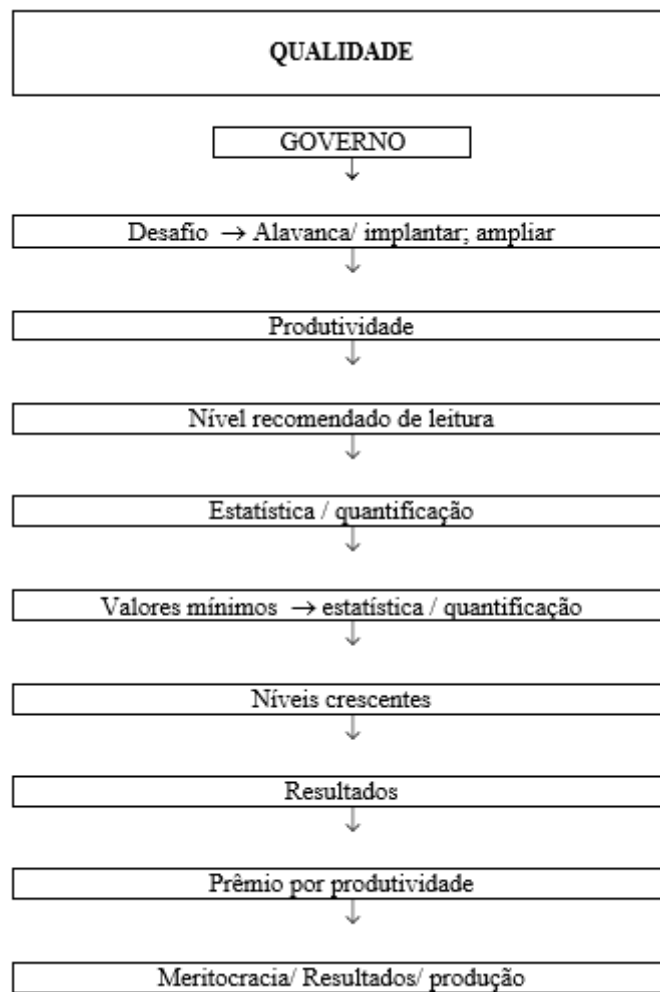 QUALIDADE
GOVERNO
↓
Desafio → Alavanca/ implantar; ampliar
↓
Produtividade
↓
Nível recomendado de leitura
↓
Estatística / quantificação
↓
Valores mínimos → estatística / quantificação
↓
Níveis crescentes
↓
Resultados
↓
Prêmio por produtividade
↓
Meritocracia/ Resultados/ produção